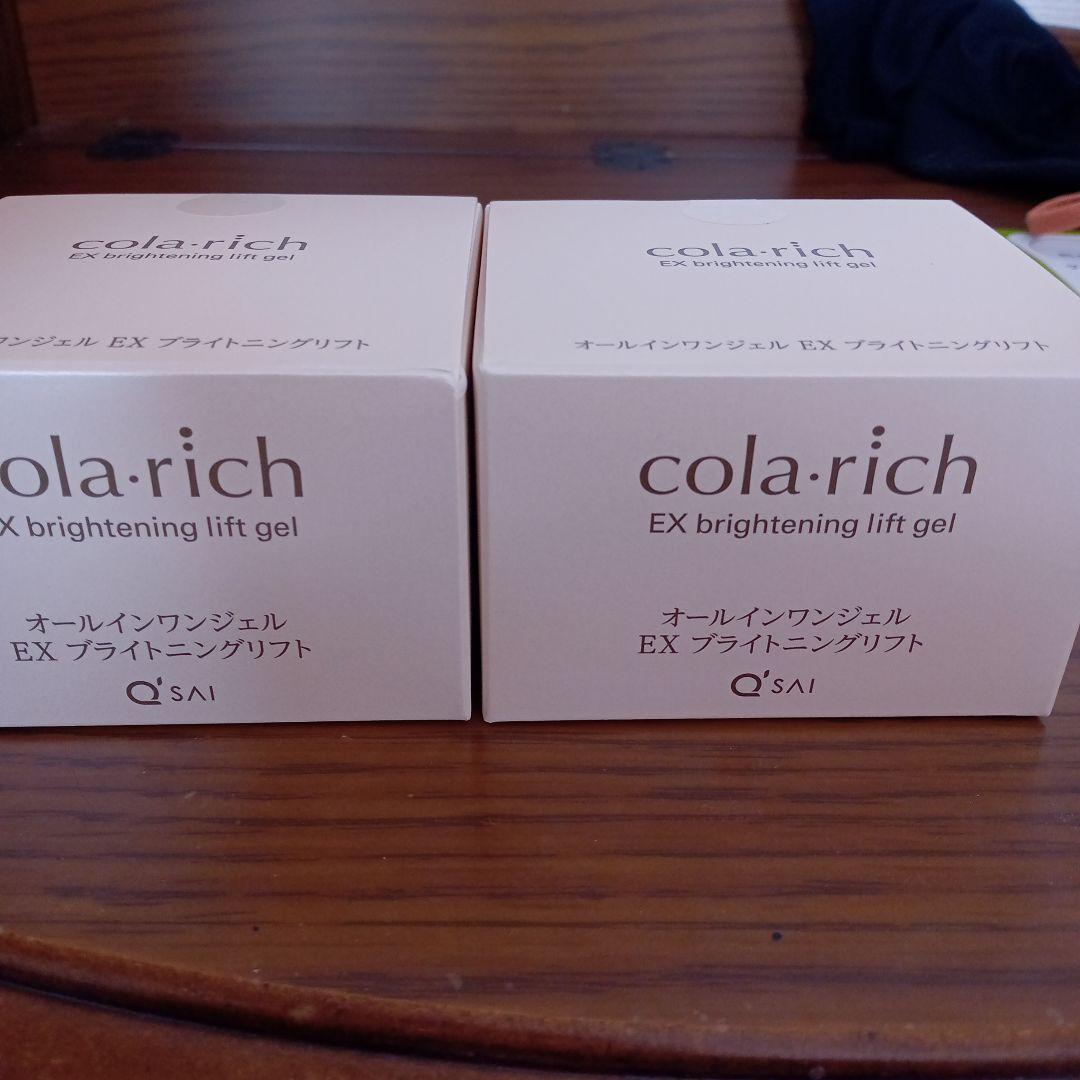 cola·rich
EX brightening lift gel
ワンジェル EX ブライトニングリフト
ola·rich
X brightening lift gel
オールインワンジェル
EX ブライトニングリフト
Q'SAI
cola·rich
EX brightening lift gel
オールインワンジェル EX ブライトニングリフト
cola·rich
EX brightening lift gel
オールインワンジェル
EX ブライトニングリフト
Q'SAI